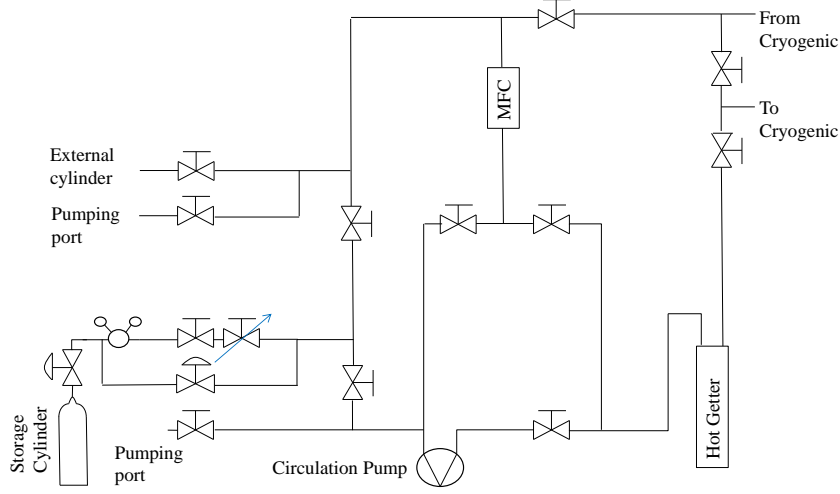 From
Cryogenic
MFC
To
Cryogenic
External
cylinder
Pumping
port
Storage
Cylinder
Pumping
port
Circulation Pump
Hot Getter